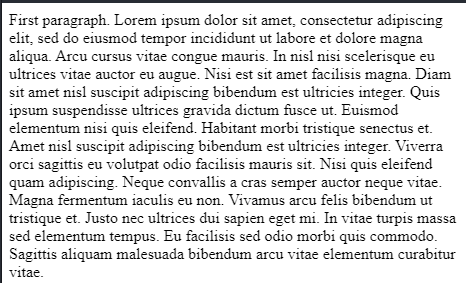 First paragraph. Lorem ipsum dolor sit amet, consectetur adipiscing
elit, sed do eiusmod tempor incididunt ut labore et dolore magna
aliqua. Arcu cursus vitae congue mauris. In nisl nisi scelerisque eu
ultrices vitae auctor eu augue. Nisi est sit amet facilisis magna. Diam
sit amet nisl suscipit adipiscing bibendum est ultricies integer. Quis
ipsum suspendisse ultrices gravida dictum fusce ut. Euismod
elementum nisi quis eleifend. Habitant morbi tristique senectus et.
Amet nisl suscipit adipiscing bibendum est ultricies integer. Viverra
orci sagittis eu volutpat odio facilisis mauris sit. Nisi quis eleifend
quam adipiscing. Neque convallis a cras semper auctor neque vitae.
Magna fermentum iaculis eu non. Vivamus arcu felis bibendum ut
tristique et. Justo nec ultrices dui sapien eget mi. In vitae turpis massa
sed elementum tempus. Eu facilisis sed odio morbi quis commodo.
Sagittis aliquam malesuada bibendum arcu vitae elementum curabitur
vitae.